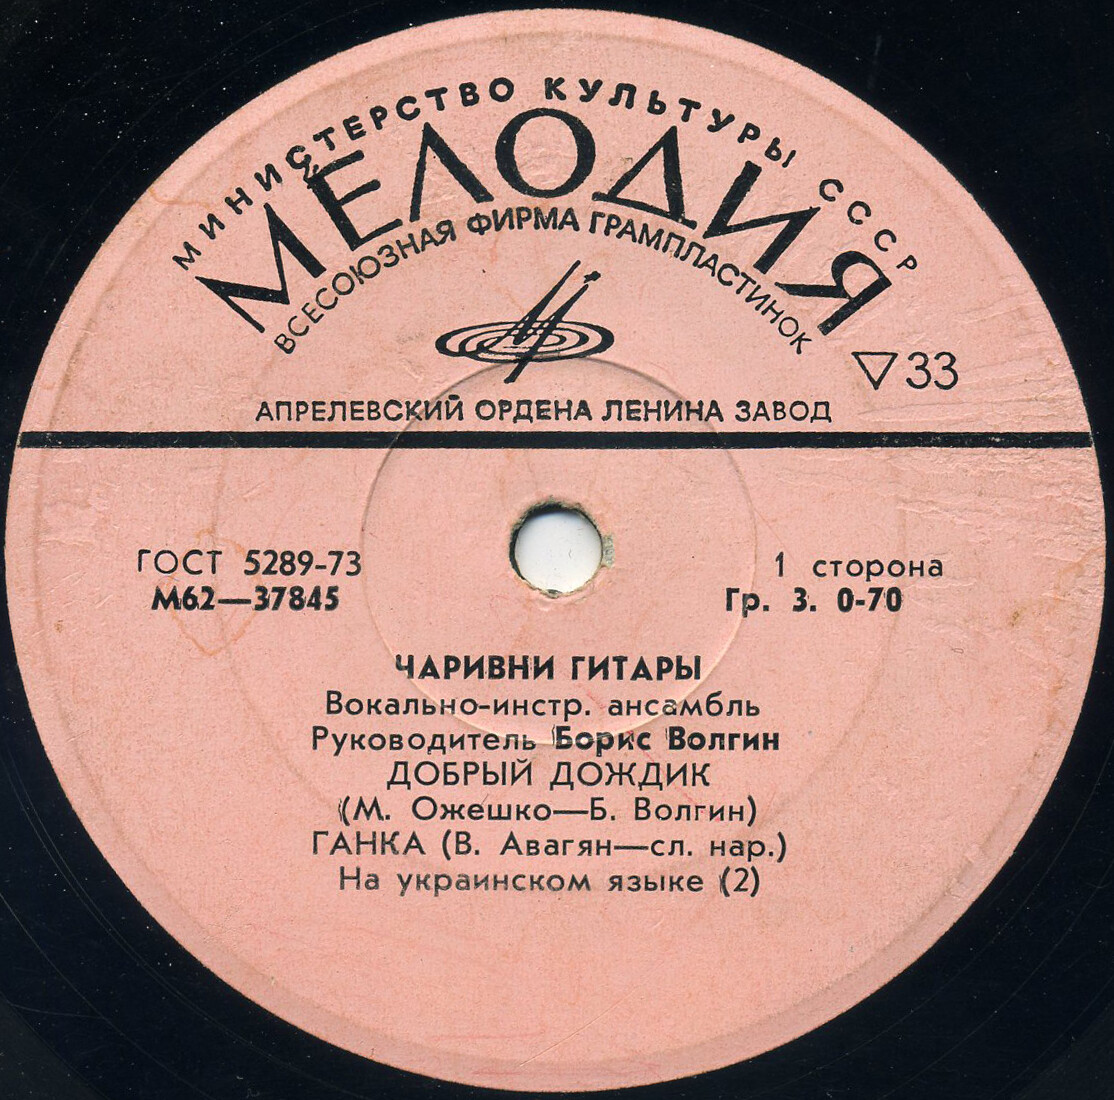 МИНИСТЕРСТВО КУЛЬТУРЫ СССР
МЕЛОДИЯ
ВСЕСОЮЗНАЯ ФИРМА ГРАМПЛАСТИНОК
33
АПРЕЛЕВСКИЙ ОРДЕНА ЛЕНИНА ЗАВОД
ГОСТ 5289-73
М62—37845
1 сторона
Гр. 3. 0-70
ЧАРИВНИ ГИТАРЫ
Вокально-инстр. ансамбль
Руководитель Борис Волгин
ДОБРЫЙ ДОЖДИК
(М. Ожешко—Б. Волгин)
ГАНКА (В. Авагян—сл. нар.)
На украинском языке (2)